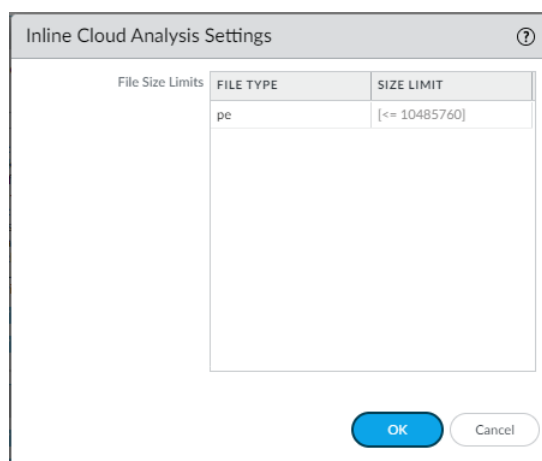 Inline Cloud Analysis Settings
File Size Limits FILE TYPE SIZE LIMIT
pe [<= 10485760]
OK Cancel